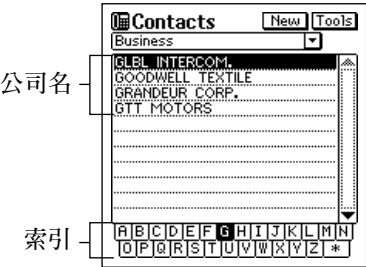 Contacts New Tools
Business
公司名
GLBL INTERCOM.
GOODWELL TEXTILE
GRANDEUR CORP.
GTT MOTORS
索引
A B C D E F G H I J K L M N
O P Q R S T U V W X Y Z *